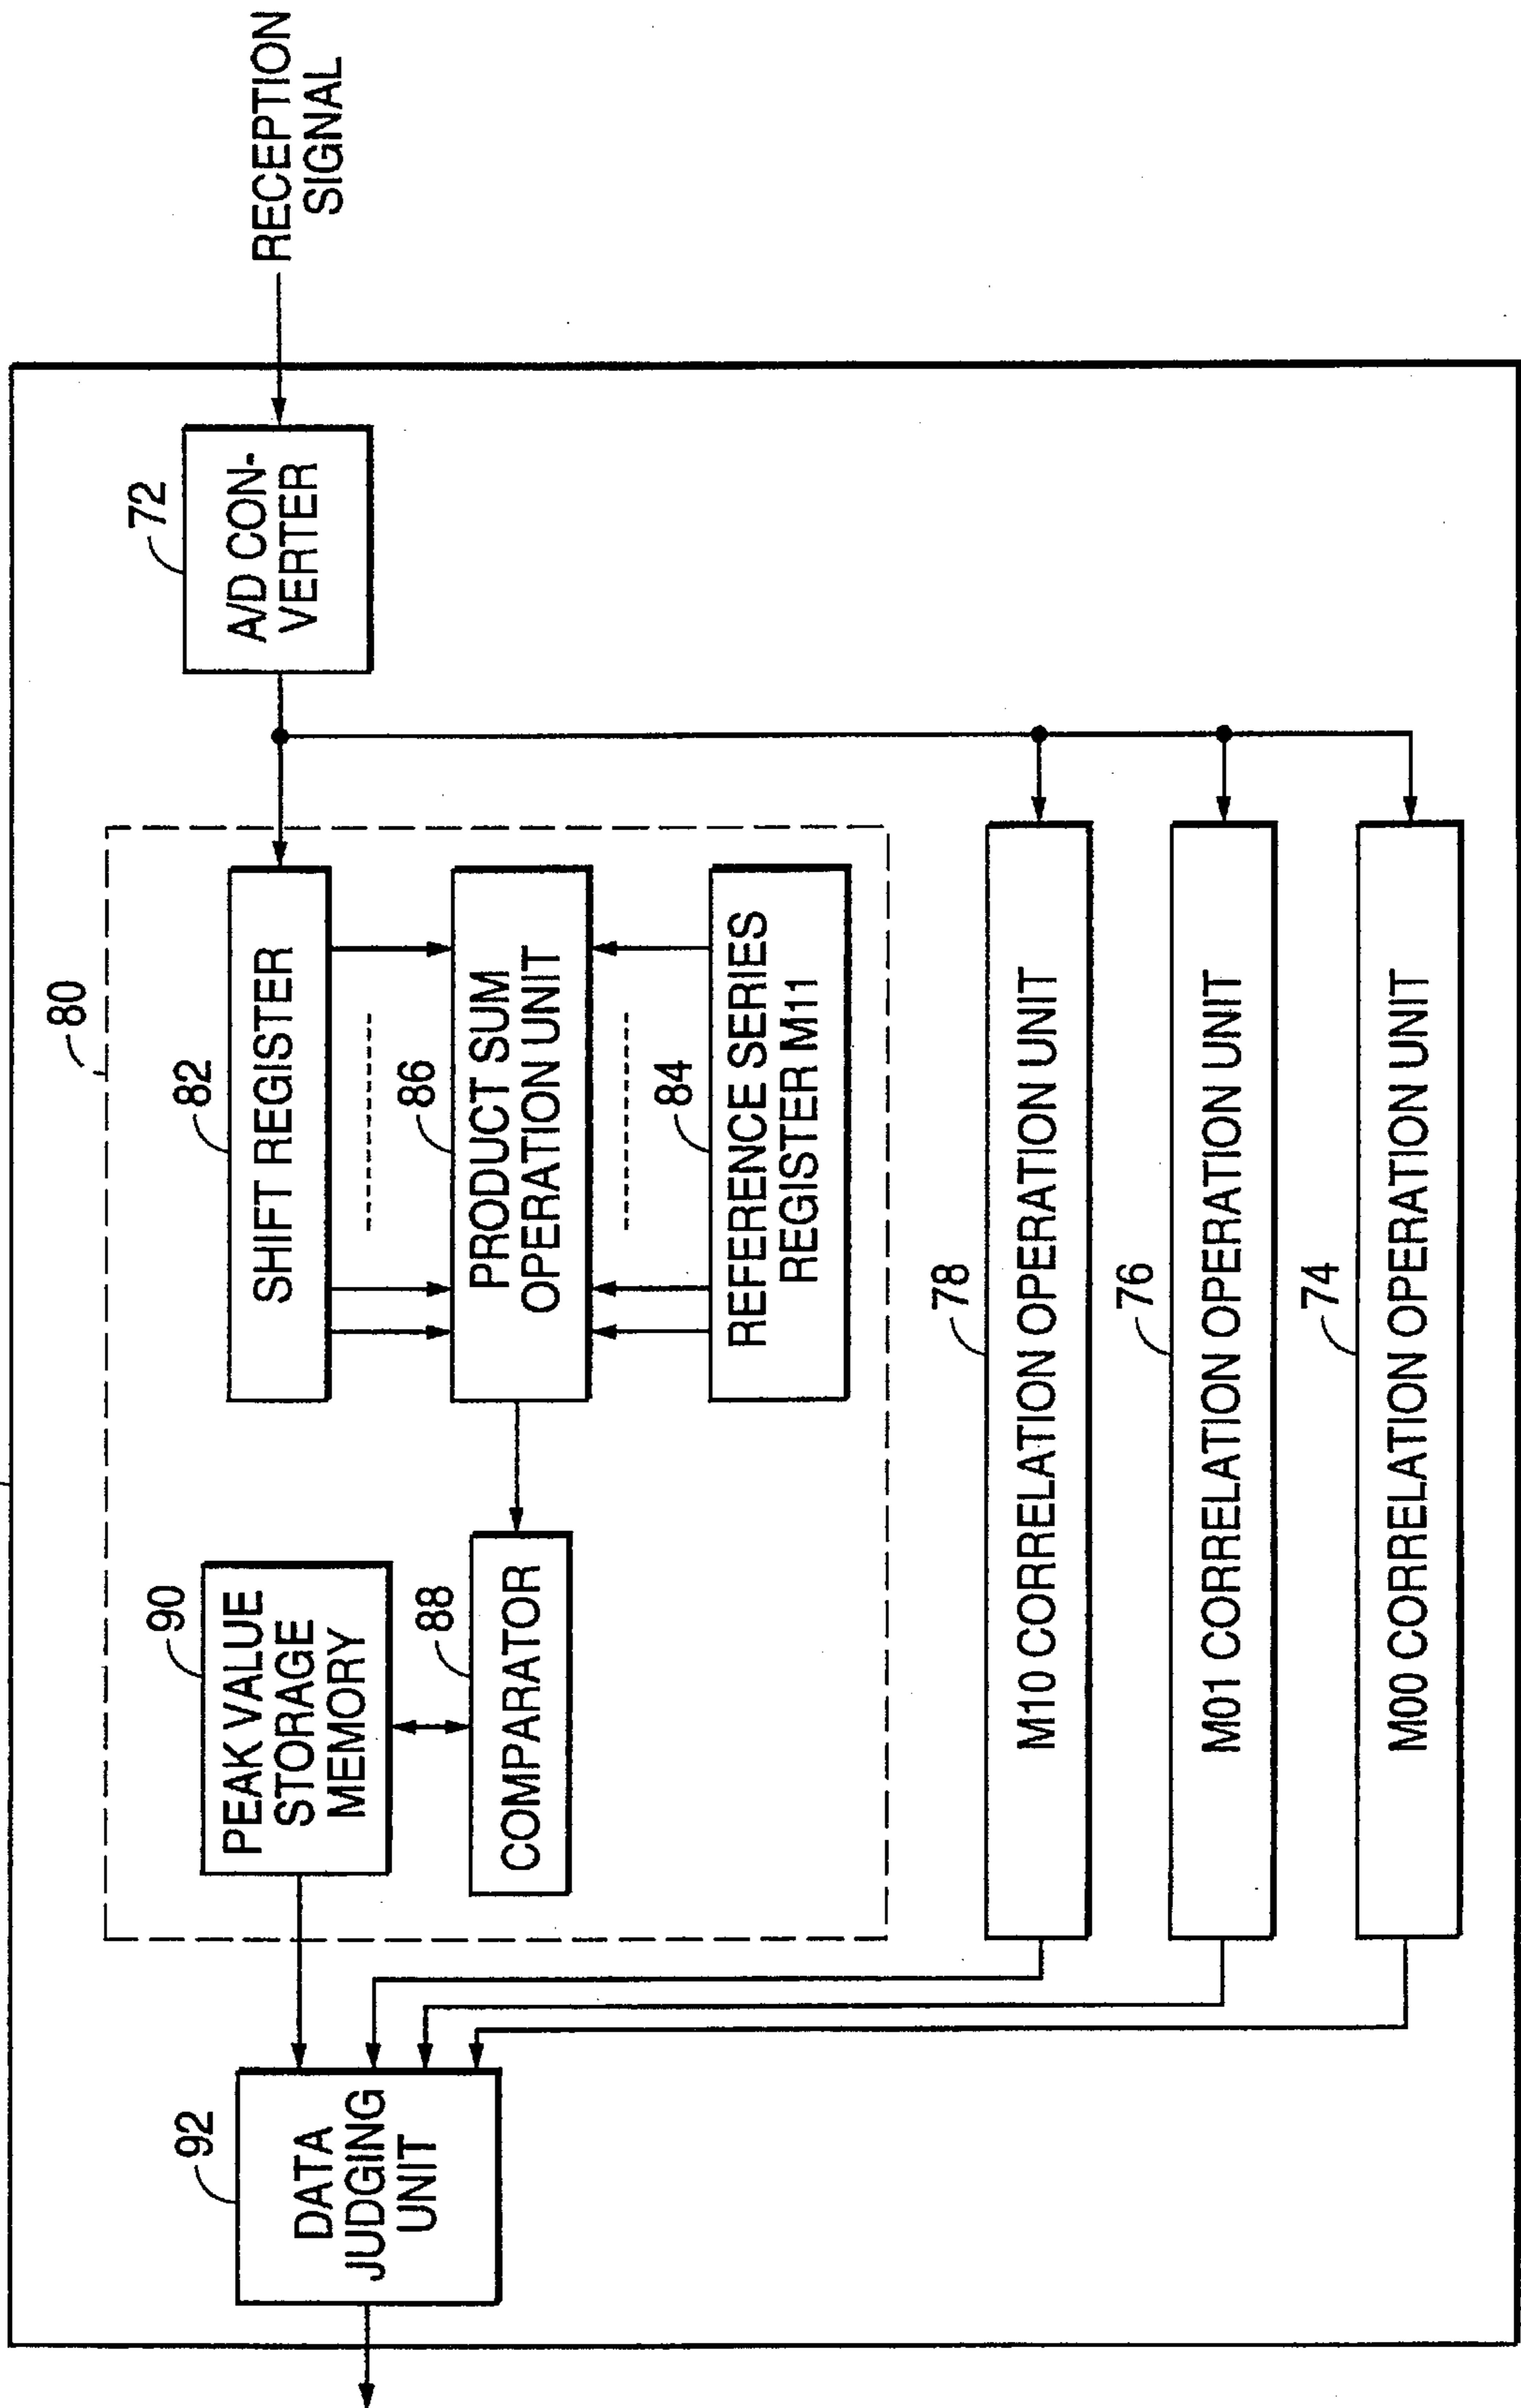 92
DATA
JUDGING
UNIT
90
PEAK VALUE
STORAGE
MEMORY
88
COMPARATOR
80
82
SHIFT REGISTER
86
PRODUCT SUM
OPERATION UNIT
84
REFERENCE SERIES
REGISTER M11
72
A/D CON-
VERTER
RECEPTION
SIGNAL
78
M10 CORRELATION OPERATION UNIT
76
M01 CORRELATION OPERATION UNIT
74
M00 CORRELATION OPERATION UNIT